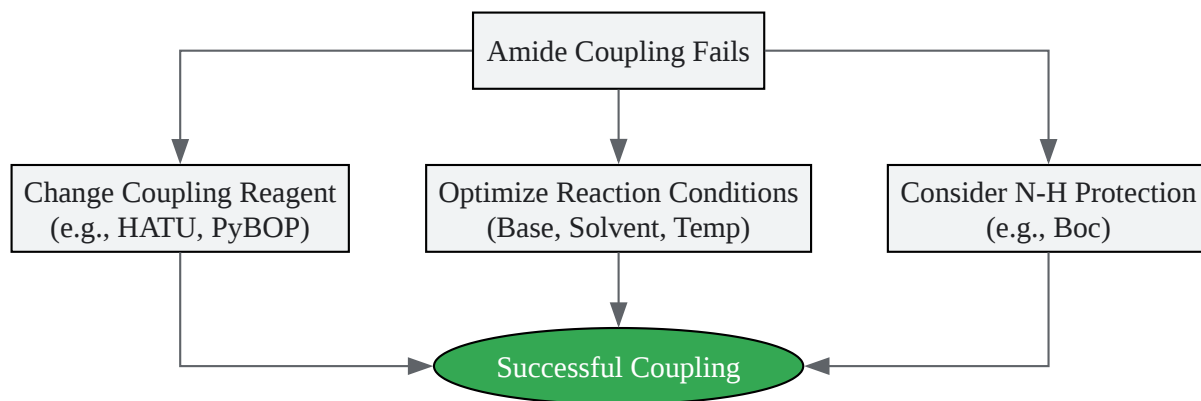 Amide Coupling Fails
Change Coupling Reagent
(e.g., HATU, PyBOP)
Optimize Reaction Conditions
(Base, Solvent, Temp)
Consider N-H Protection
(e.g., Boc)
Successful Coupling